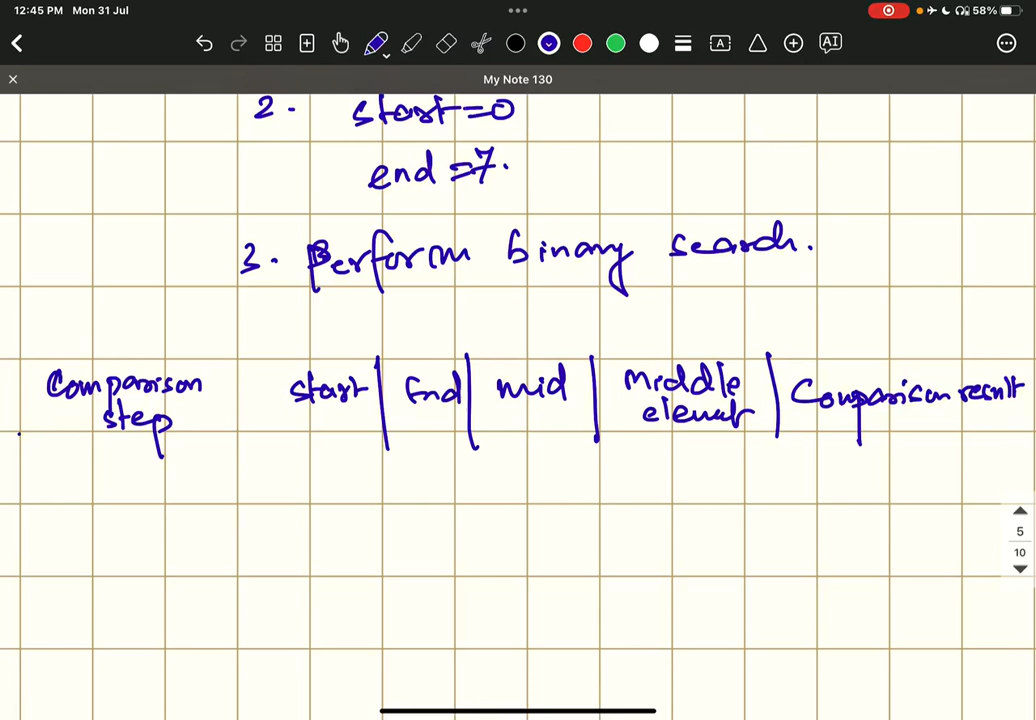 12:45 PM Mon 31 Jul
58%
A
AI
My Note 130
2. start=0
end=7.
3. Perform binary search.
Comparison step | start | End | mid | Middle element | Comparison result
5
10